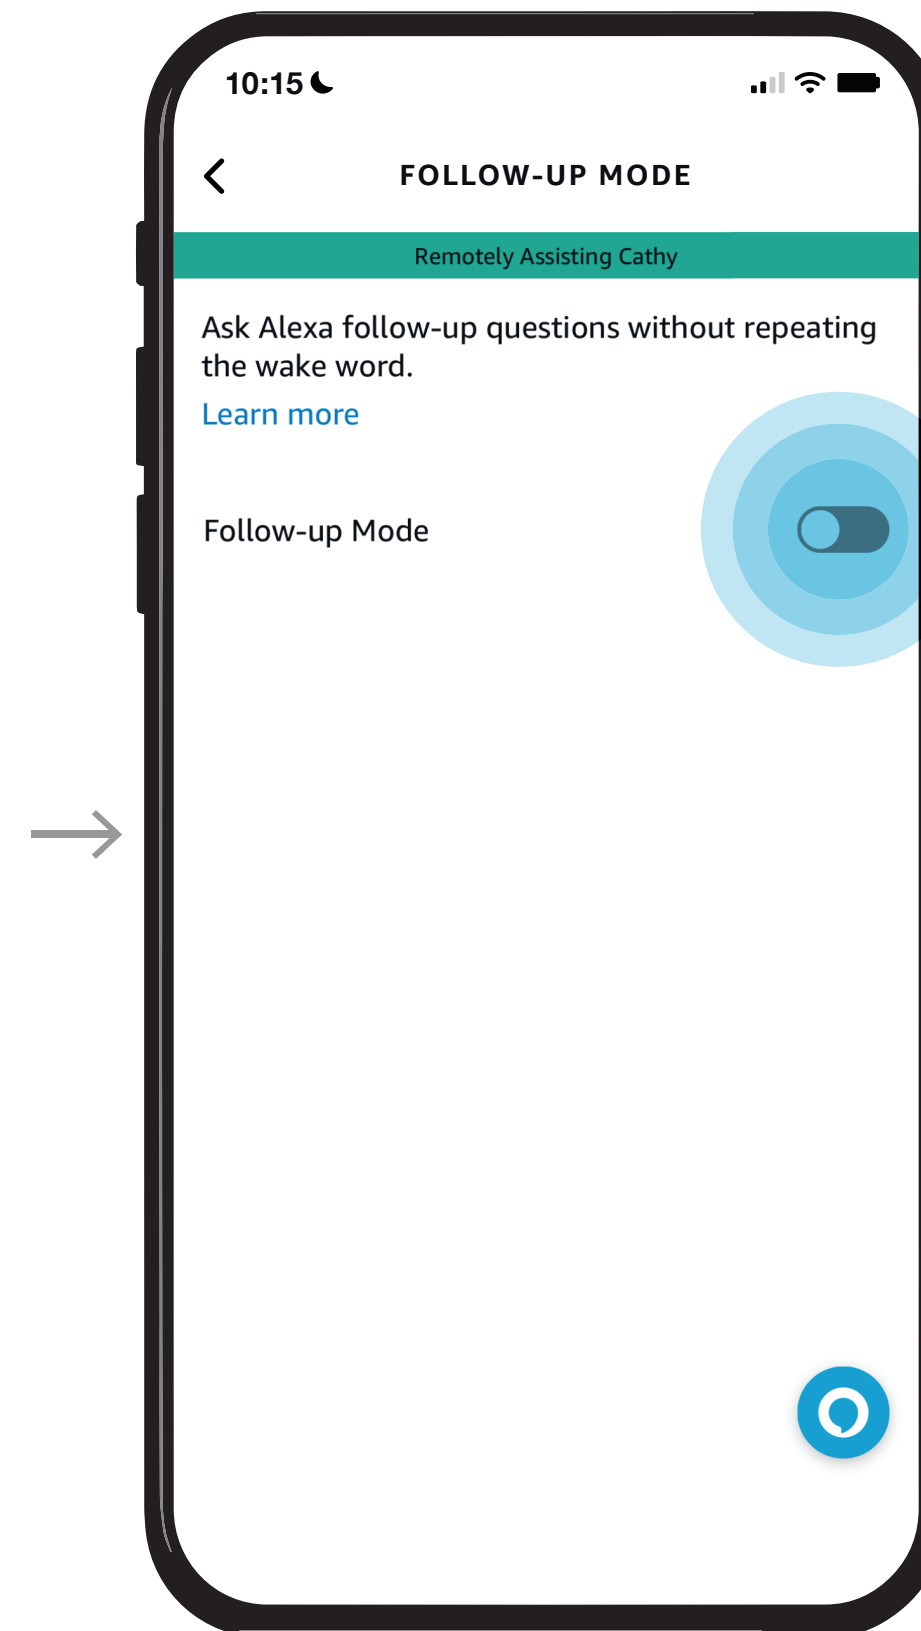 10:15
FOLLOW-UP MODE
Remotely Assisting Cathy
Ask Alexa follow-up questions without repeating
the wake word.
Learn more
Follow-up Mode